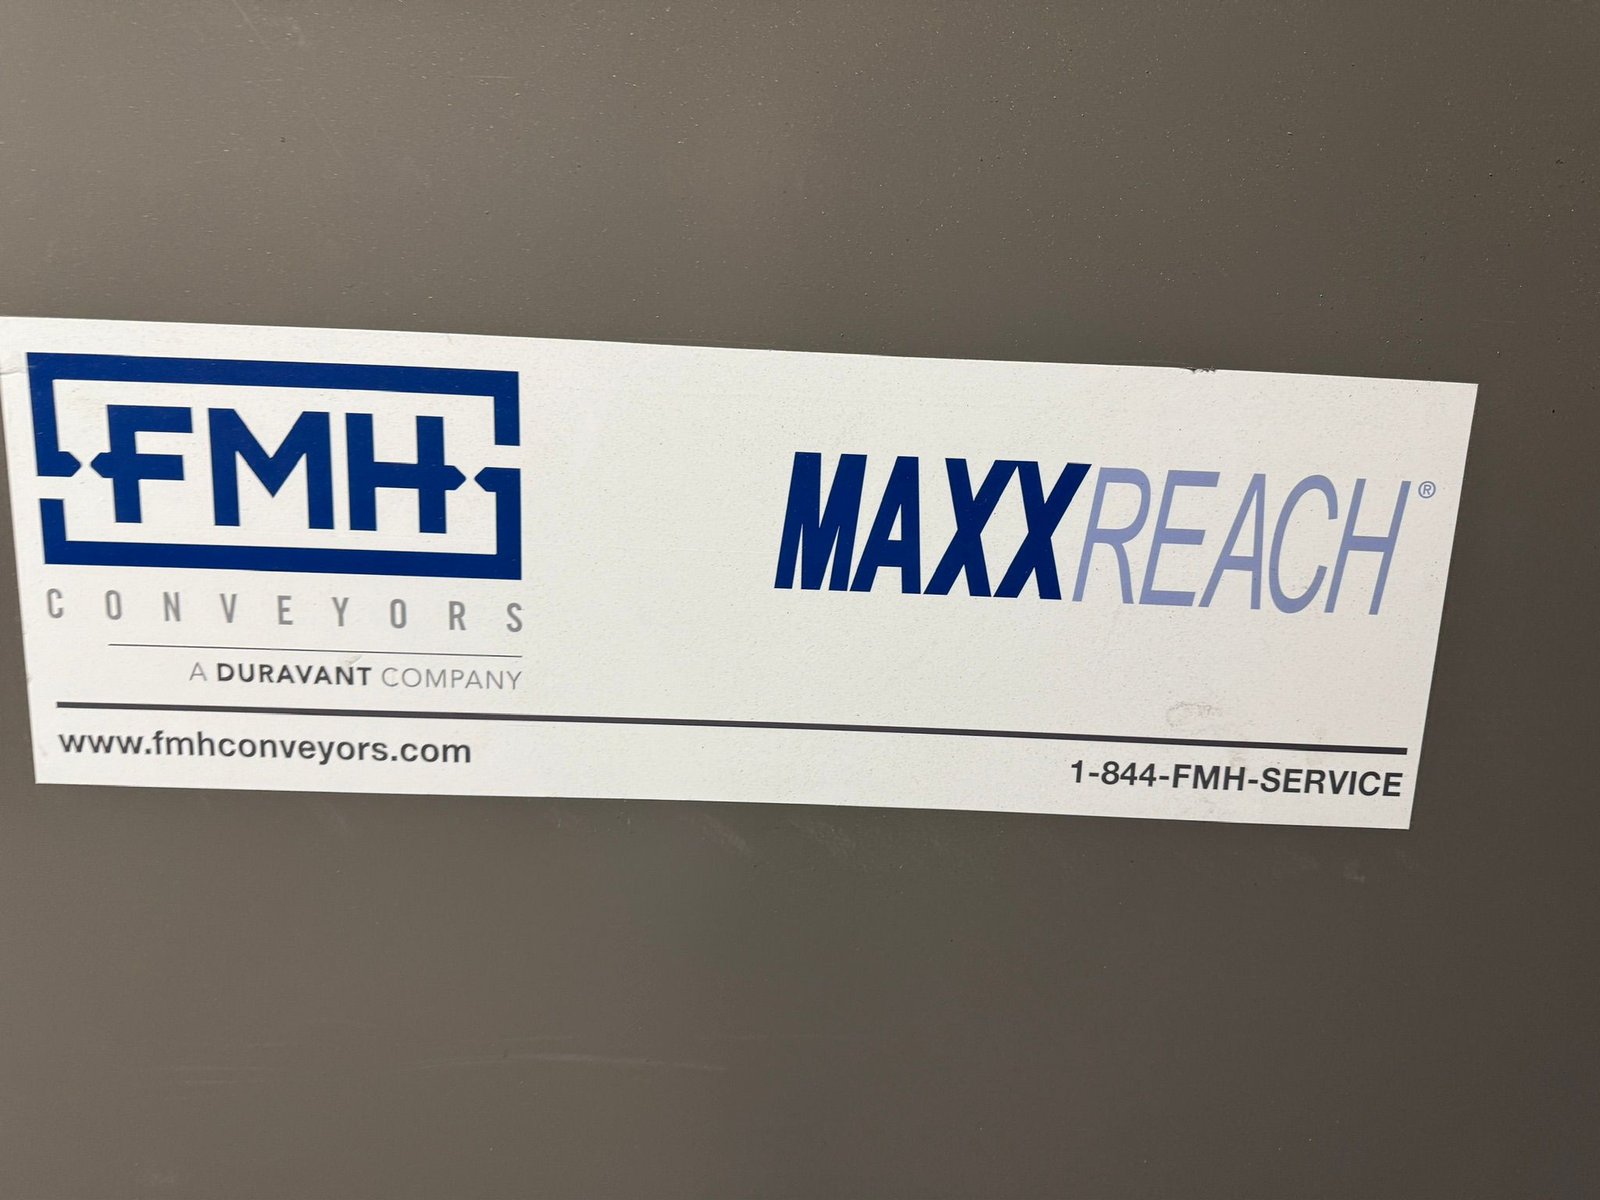 FMH
CONVEYORS
A DURAVANT COMPANY
MAXXREACH®
www.fmhconveyors.com
1-844-FMH-SERVICE